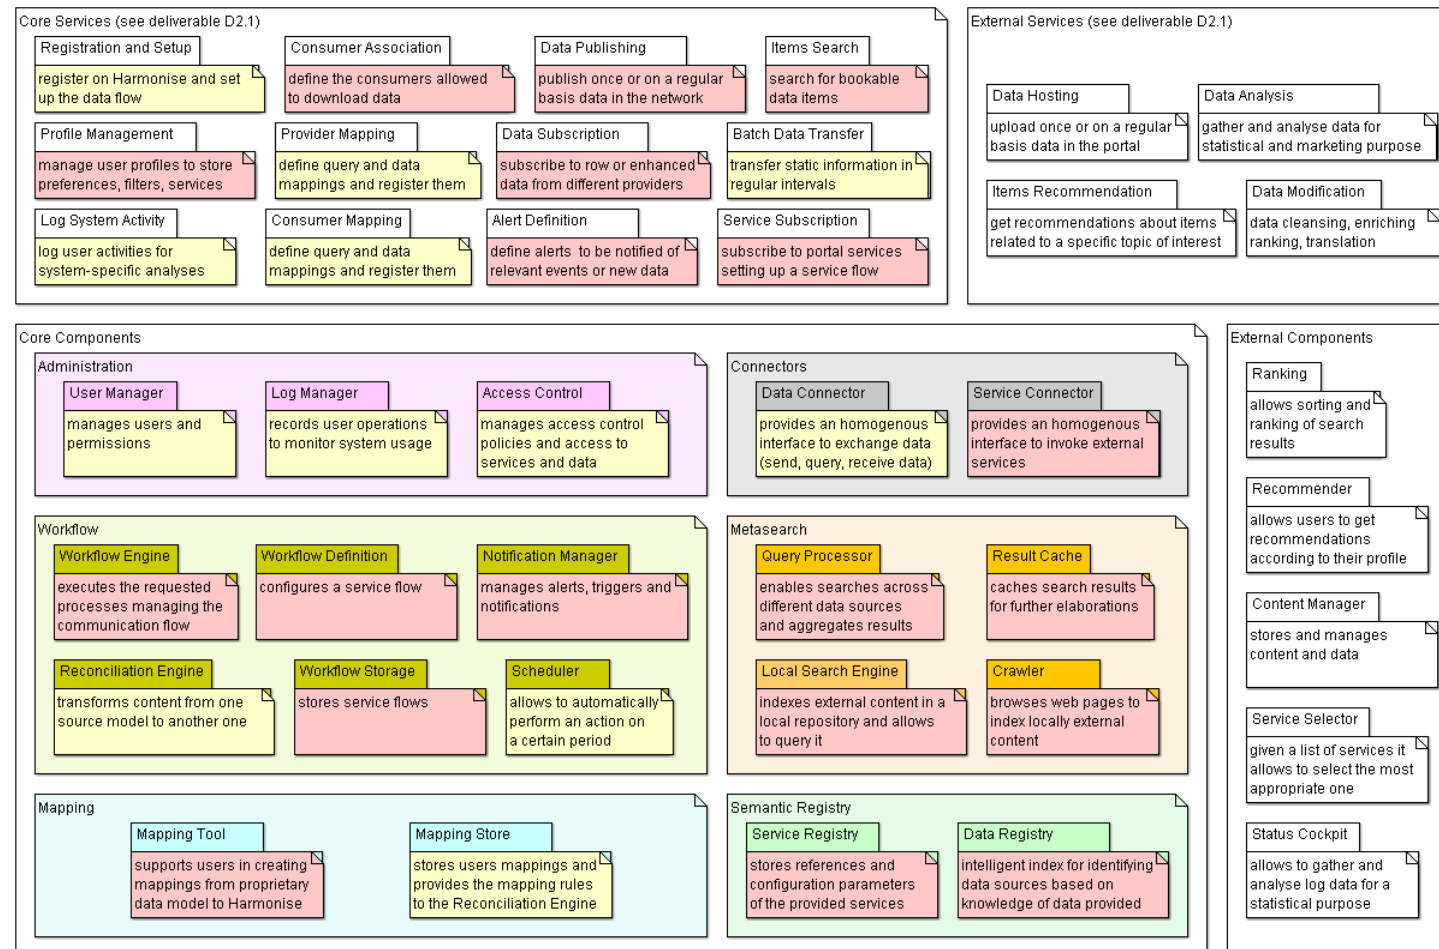 Core Services (see deliverable D2.1)
Registration and Setup
register on Harmonise and set
up the data flow
Consumer Association
define the consumers allowed
to download data
Data Publishing
publish once or on a regular
basis data in the network
Items Search
search for bookable
data items
Profile Management
manage user profiles to store
preferences, filters, services
Provider Mapping
define query and data
mappings and register them
Data Subscription
subscribe to row or enhanced
data from different providers
Batch Data Transfer
transfer static information in
regular intervals
Log System Activity
log user activities for
system-specific analyses
Consumer Mapping
define query and data
mappings and register them
Alert Definition
define alerts to be notified of
relevant events or new data
Service Subscription
subscribe to portal services
setting up a service flow
External Services (see deliverable D2.1)
Data Hosting
upload once or on a regular
basis data in the portal
Data Analysis
gather and analyse data for
statistical and marketing purpose
Items Recommendation
get recommendations about items
related to a specific topic of interest
Data Modification
data cleansing, enriching
ranking, translation
Core Components
Administration
User Manager
manages users and
permissions
Log Manager
records user operations
to monitor system usage
Access Control
manages access control
policies and access to
services and data
Connectors
Data Connector
provides an homogenous
interface to exchange data
(send, query, receive data)
Service Connector
provides an homogenous
interface to invoke external
services
Workflow
Workflow Engine
executes the requested
processes managing the
communication flow
Workflow Definition
configures a service flow
Notification Manager
manages alerts, triggers and
notifications
Reconciliation Engine
transforms content from one
source model to another one
Workflow Storage
stores service flows
Scheduler
allows to automatically
perform an action on
a certain period
Metasearch
Query Processor
enables searches across
different data sources
and aggregates results
Result Cache
caches search results
for further elaborations
Local Search Engine
indexes external content in a
local repository and allows
to query it
Crawler
browses web pages to
index locally external
content
Mapping
Mapping Tool
supports users in creating
mappings from proprietary
data model to Harmonise
Mapping Store
stores users mappings and
provides the mapping rules
to the Reconciliation Engine
Semantic Registry
Service Registry
stores references and
configuration parameters
of the provided services
Data Registry
intelligent index for identifying
data sources based on
knowledge of data provided
External Components
Ranking
allows sorting and
ranking of search
results
Recommender
allows users to get
recommendations
according to their profile
Content Manager
stores and manages
content and data
Service Selector
given a list of services it
allows to select the most
appropriate one
Status Cockpit
allows to gather and
analyse log data for a
statistical purpose